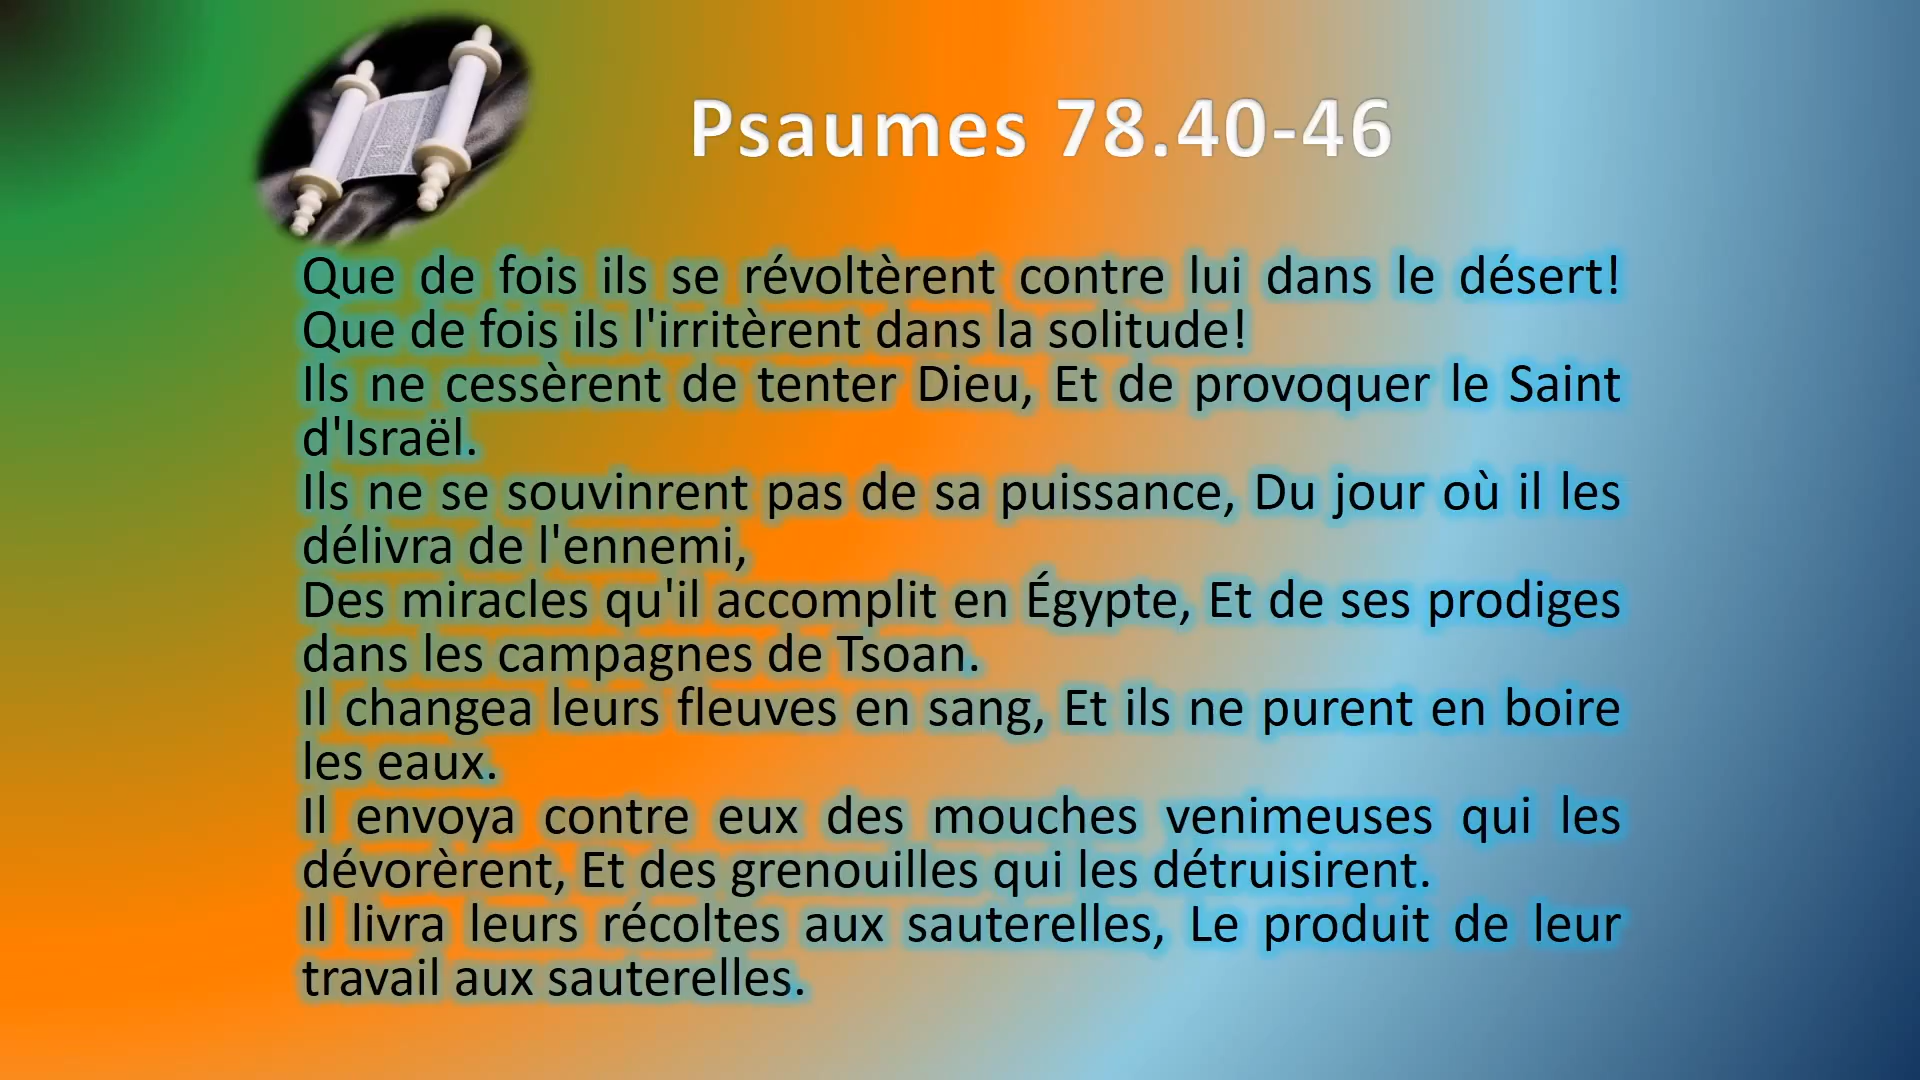 Psaumes 78.40-46
Que de fois ils se révoltèrent contre lui dans le désert!
Que de fois ils l'irritèrent dans la solitude!
Ils ne cessèrent de tenter Dieu, Et de provoquer le Saint
d'Israël.
Ils ne se souvinrent pas de sa puissance, Du jour où il les
délivra de l'ennemi,
Des miracles qu'il accomplit en Égypte, Et de ses prodiges
dans les campagnes de Tsoan.
Il changea leurs fleuves en sang, Et ils ne purent en boire
les eaux.
Il envoya contre eux des mouches venimeuses qui les
dévorèrent, Et des grenouilles qui les détruisirent.
Il livra leurs récoltes aux sauterelles, Le produit de leur
travail aux sauterelles.